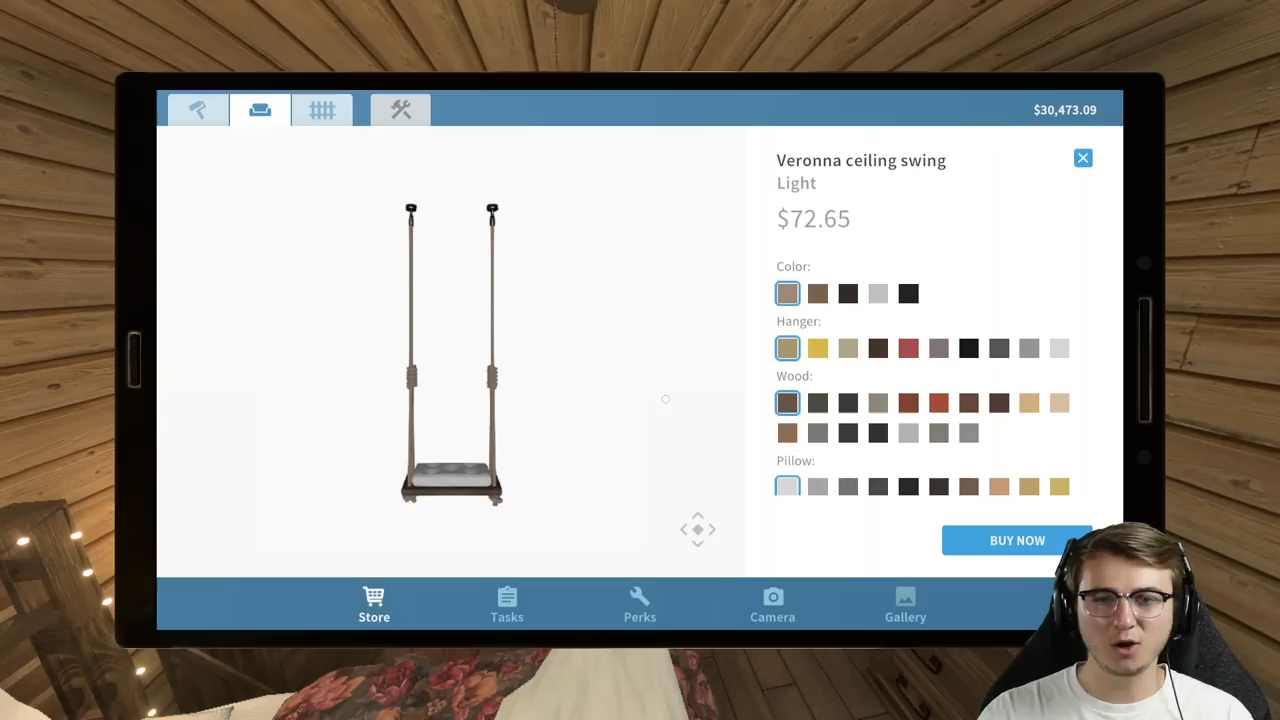 $30,473.09
Veronna ceiling swing
Light
$72.65
Color:
Hanger:
Wood:
Pillow:
BUY NOW
Store
Tasks
Perks
Camera
Gallery